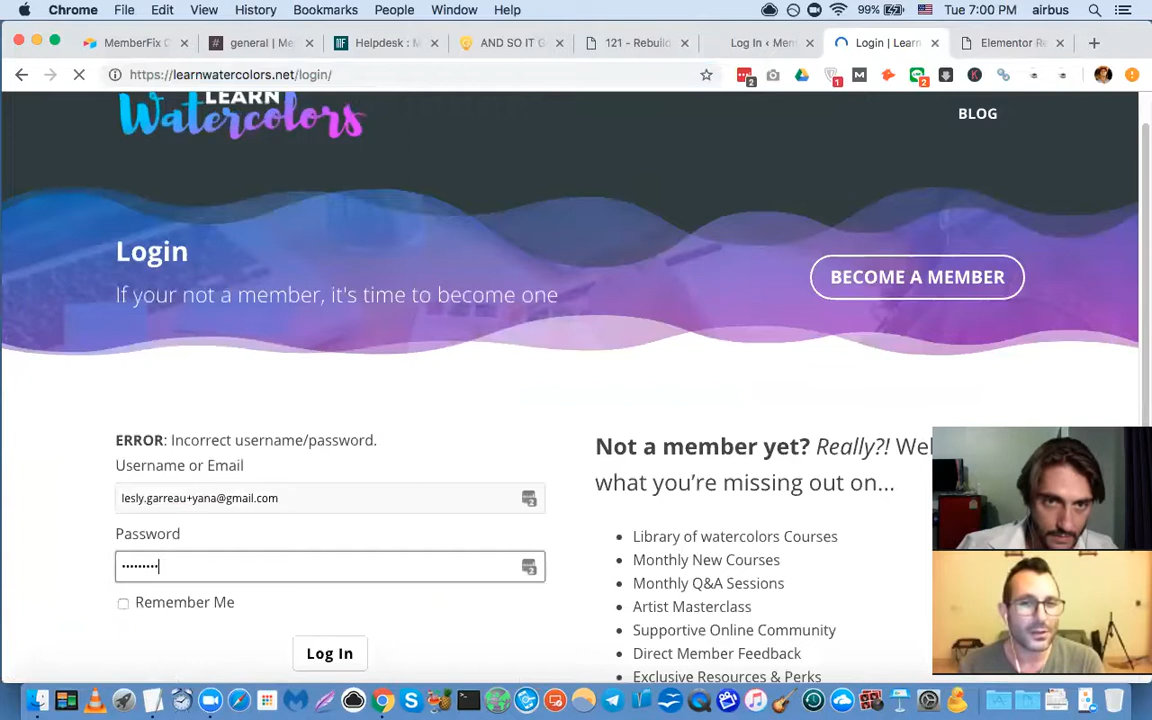 Chrome File Edit View History Bookmarks People Window Help 99% Tue 7:00 PM airbus
MemberFix C general | Me Helpdesk : M AND SO IT G 121 - Rebuil Log In ‹ Mem Login | Learn Elementor Re
https://learnwatercolors.net/login/
LEARN
Watercolors
BLOG
Login
If your not a member, it's time to become one
BECOME A MEMBER
ERROR: Incorrect username/password.
Username or Email
lesly.garreau+yana@gmail.com
Password
Remember Me
Log In
Not a member yet? Really?! Wel
what you're missing out on...
Library of watercolors Courses
Monthly New Courses
Monthly Q&A Sessions
Artist Masterclass
Supportive Online Community
Direct Member Feedback
Exclusive Resources & Perks